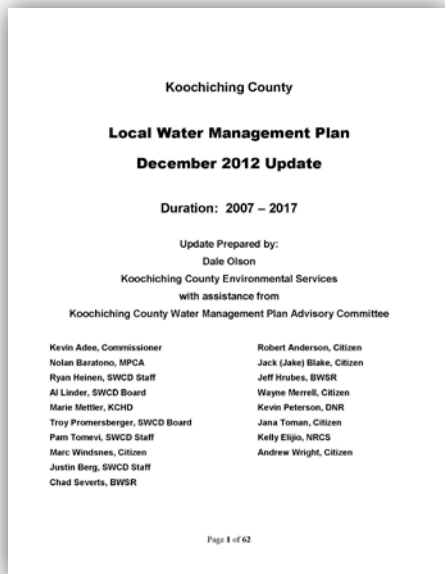 Koochiching County
Local Water Management Plan
December 2012 Update
Duration: 2007 – 2017
Update Prepared by:
Dale Olson
Koochiching County Environmental Services
with assistance from
Koochiching County Water Management Plan Advisory Committee
Kevin Adee, Commissioner
Nolan Baratono, MPCA
Ryan Heinen, SWCD Staff
Al Linder, SWCD Board
Marie Mettler, KCHD
Troy Promersberger, SWCD Board
Pam Tomevi, SWCD Staff
Marc Windsnes, Citizen
Justin Berg, SWCD Staff
Chad Severts, BWSR
Robert Anderson, Citizen
Jack (Jake) Blake, Citizen
Jeff Hrubes, BWSR
Wayne Merrell, Citizen
Kevin Peterson, DNR
Jana Toman, Citizen
Kelly Elijio, NRCS
Andrew Wright, Citizen
Page 1 of 62